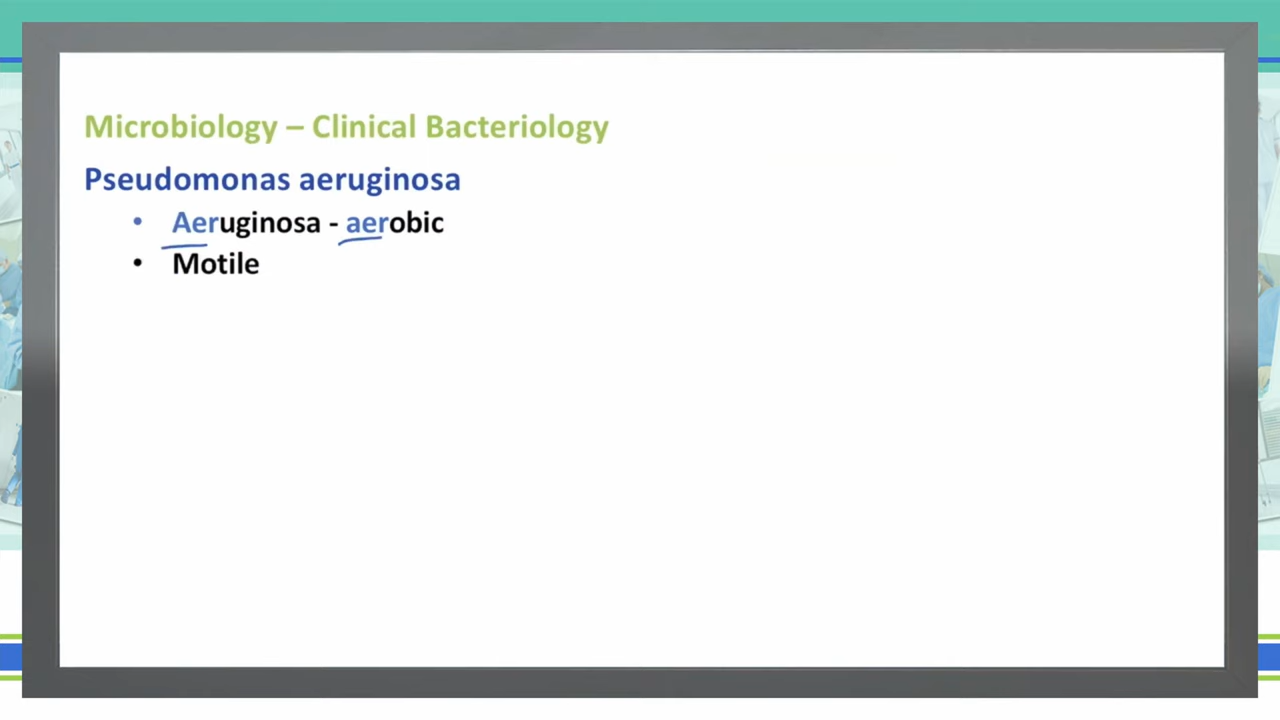 Microbiology – Clinical Bacteriology
Pseudomonas aeruginosa
• Aeruginosa - aerobic
• Motile